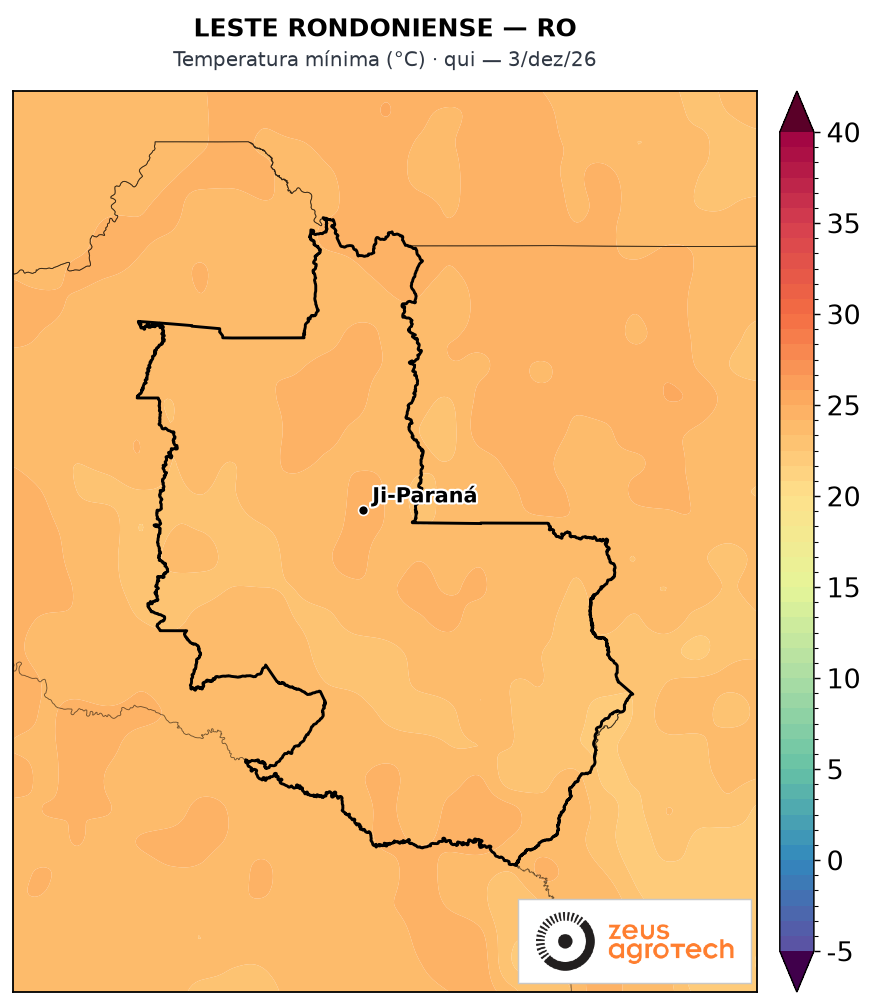 LESTE RONDONIENSE — RO
Temperatura mínima (°C) · qui — 3/dez/26
40
35
30
25
20
15
10
5
0
-5
Ji-Paraná
zeus
agrotech